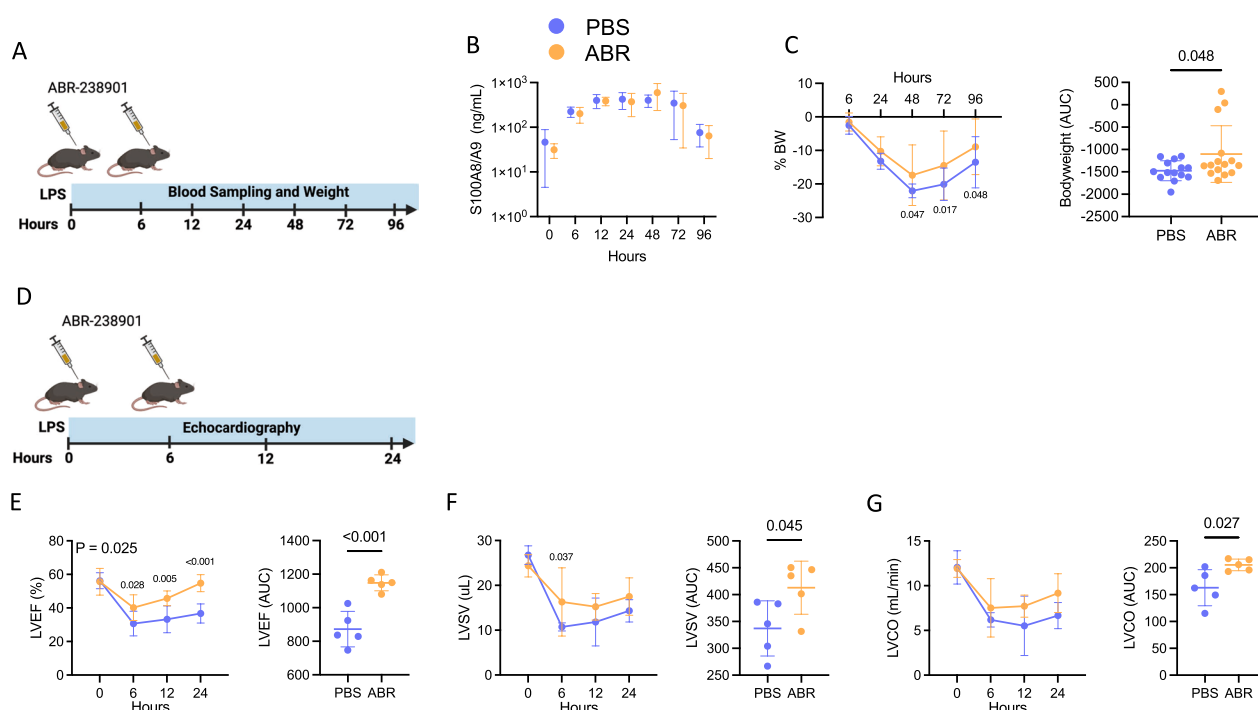 A
ABR-238901
LPS
Blood Sampling and Weight
Hours
0 6 12 24 48 72 96
B
PBS
ABR
S100A8/A9 (ng/mL)
1×10³
1×10²
1×10¹
1×10⁰
0 6 12 24 48 72 96
Hours
C
Hours
6 24 48 72 96
% BW
10
0
-10
-20
-30
0.047
0.017
0.048
0.048
Bodyweight (AUC)
500
0
-500
-1000
-1500
-2000
-2500
PBS ABR
D
ABR-238901
LPS
Echocardiography
Hours
0 6 12 24
E
LVEF (%)
80
60
40
20
0
P = 0.025
0.028
0.005
<0.001
0 6 12 24
Hours
<0.001
LVEF (AUC)
1400
1200
1000
800
600
PBS ABR
F
LVSV (uL)
30
20
10
0
0.037
0 6 12 24
Hours
0.045
LVSV (AUC)
500
450
400
350
300
250
PBS ABR
G
LVCO (mL/min)
15
10
5
0
0 6 12 24
Hours
0.027
LVCO (AUC)
250
200
150
100
50
0
PBS ABR